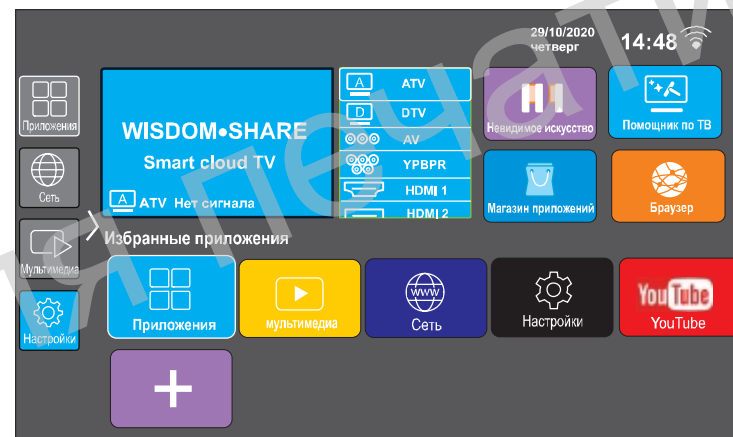 29/10/2020
четверг
14:48
Приложения
Сеть
Мультимедиа
Настройки
WISDOM•SHARE
Smart cloud TV
A ATV Нет сигнала
A ATV
D DTV
AV
YPBPR
HDMI 1
HDMI 2
Невидимое искусство
Помощник по ТВ
Магазин приложений
Браузер
Избранные приложения
Приложения
мультимедиа
www
Сеть
Настройки
You Tube
YouTube